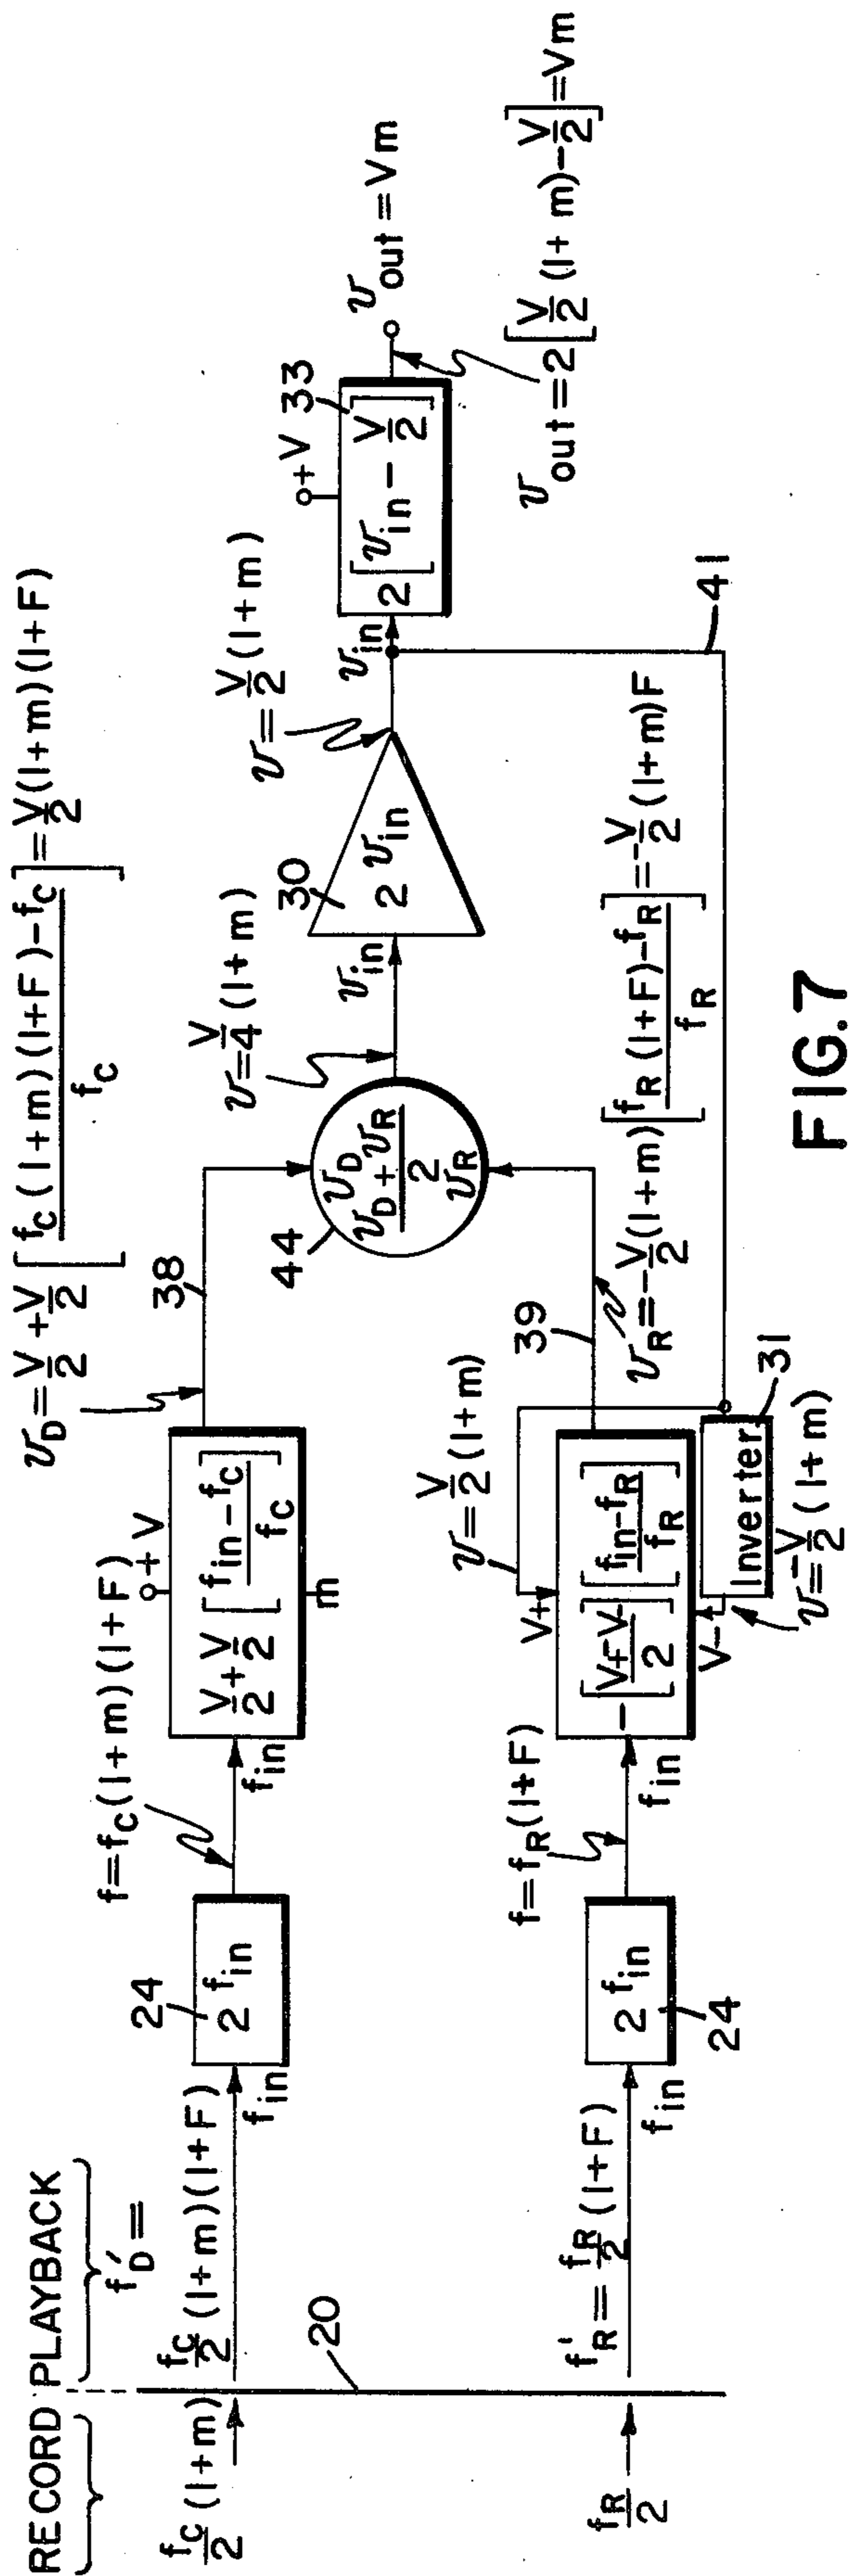 RECORD PLAYBACK
f'D =
fC/2 (1+m)
fC/2 (1+m)(1+F)
fin
24
2 fin
f=fC(1+m)(1+F)
fin
+V
V/2 + V/2 [fin-fC/fC]
m
38
vD = V/2 + V/2 [fC(1+m)(1+F)-fC/fC] = V/2(1+m)(1+F)
20
fR/2
f'R = fR/2 (1+F)
fin
2 fin
24
f=fR(1+F)
fin
V+
V-
-[V+-V-/2] [fin-fR/fR]
v=V/2(1+m)
Inverter
31
v=-V/2(1+m)
39
vR=-V/2(1+m)[fR(1+F)-fR/fR]=-V/2(1+m)F
44
vD
vD+vR/2
vR
v=V/4(1+m)
vin
30
2 vin
v=V/2(1+m)
vin
41
+V
33
2[vin-V/2]
vout=Vm
vout=2[V/2(1+m)-V/2]=Vm
FIG.7